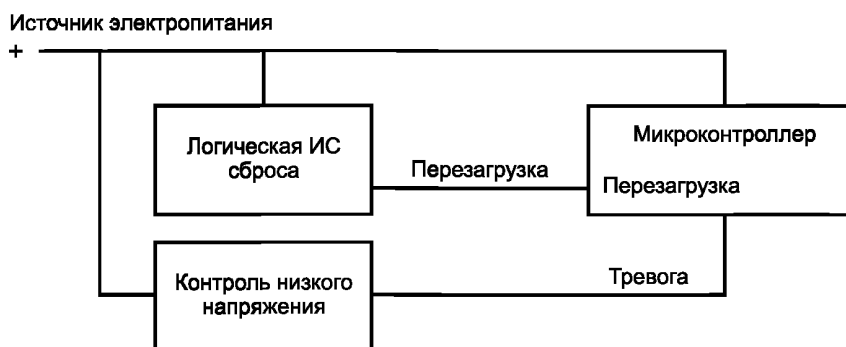 Источник электропитания
+
Логическая ИС
сброса
Перезагрузка
Микроконтроллер
Перезагрузка
Контроль низкого
напряжения
Тревога